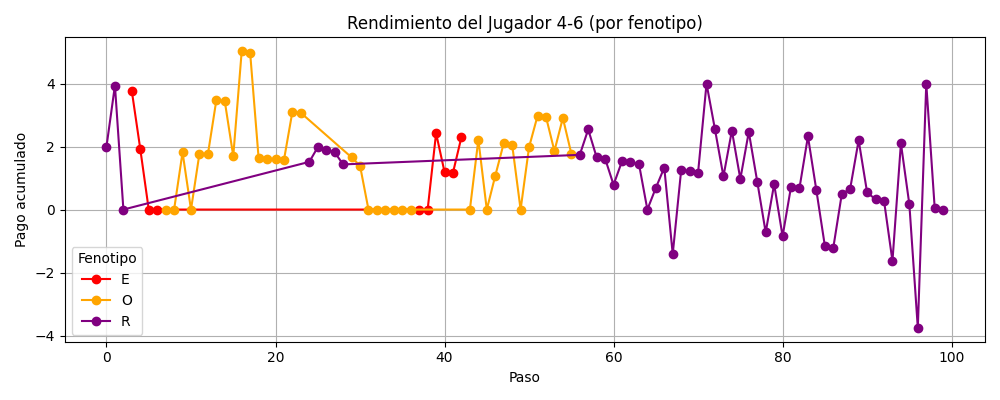 Rendimiento del Jugador 4-6 (por fenotipo)
Pago acumulado
4
2
0
−2
−4
Fenotipo
E
O
R
0 20 40 60 80 100
Paso